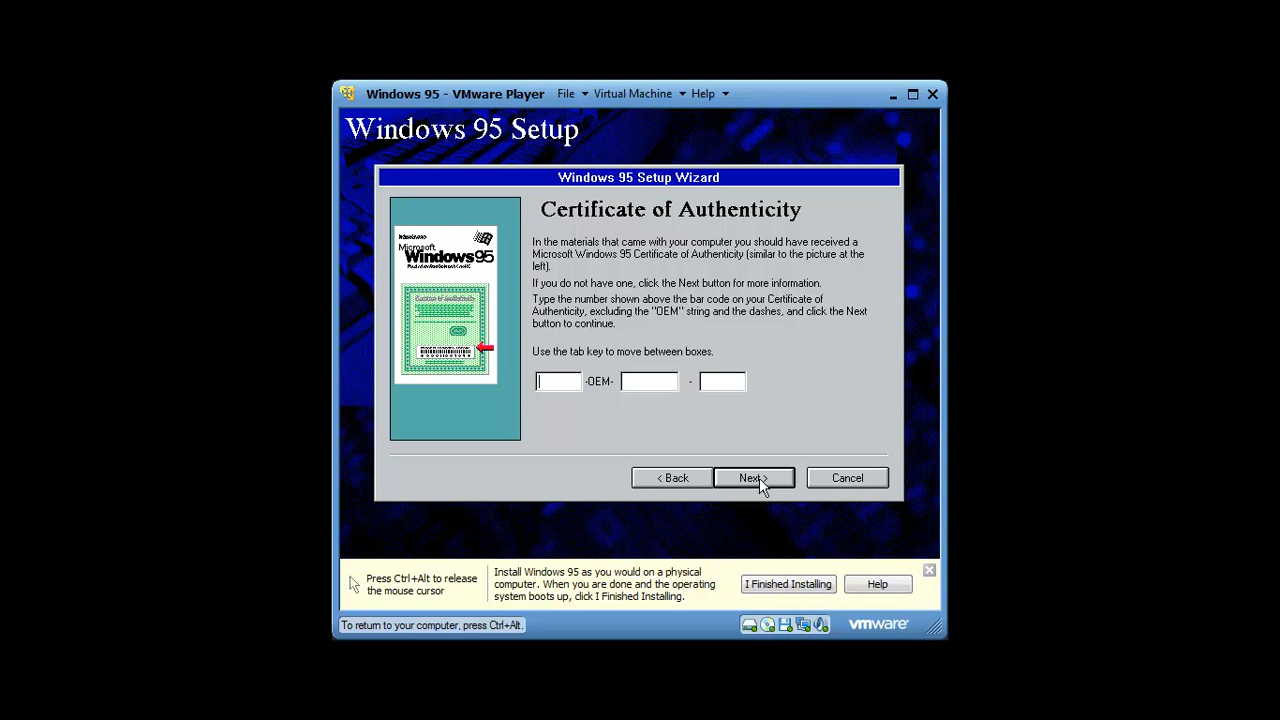 Windows 95 - VMware Player File Virtual Machine Help
Windows 95 Setup
Windows 95 Setup Wizard
Certificate of Authenticity
Microsoft
Windows95
In the materials that came with your computer you should have received a
Microsoft Windows 95 Certificate of Authenticity (similar to the picture at the
left).
If you do not have one, click the Next button for more information.
Type the number shown above the bar code on your Certificate of
Authenticity, excluding the "OEM" string and the dashes, and click the Next
button to continue.
Use the tab key to move between boxes.
-OEM- -
< Back Next > Cancel
Press Ctrl+Alt to release
the mouse cursor
Install Windows 95 as you would on a physical
computer. When you are done and the operating
system boots up, click I Finished Installing.
I Finished Installing Help
To return to your computer, press Ctrl+Alt.
vmware